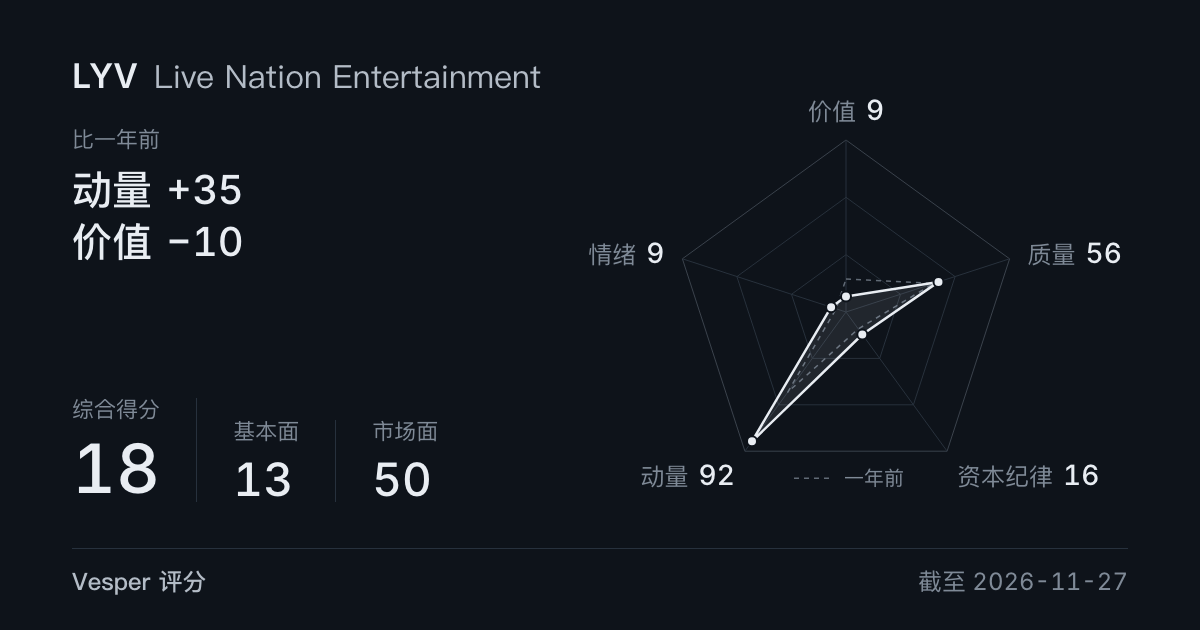 LYV Live Nation Entertainment
比一年前
动量 +35
价值 −10
价值 9
情绪 9
质量 56
动量 92
---- 一年前
资本纪律 16
综合得分
18
基本面
13
市场面
50
Vesper 评分
截至 2026-11-27